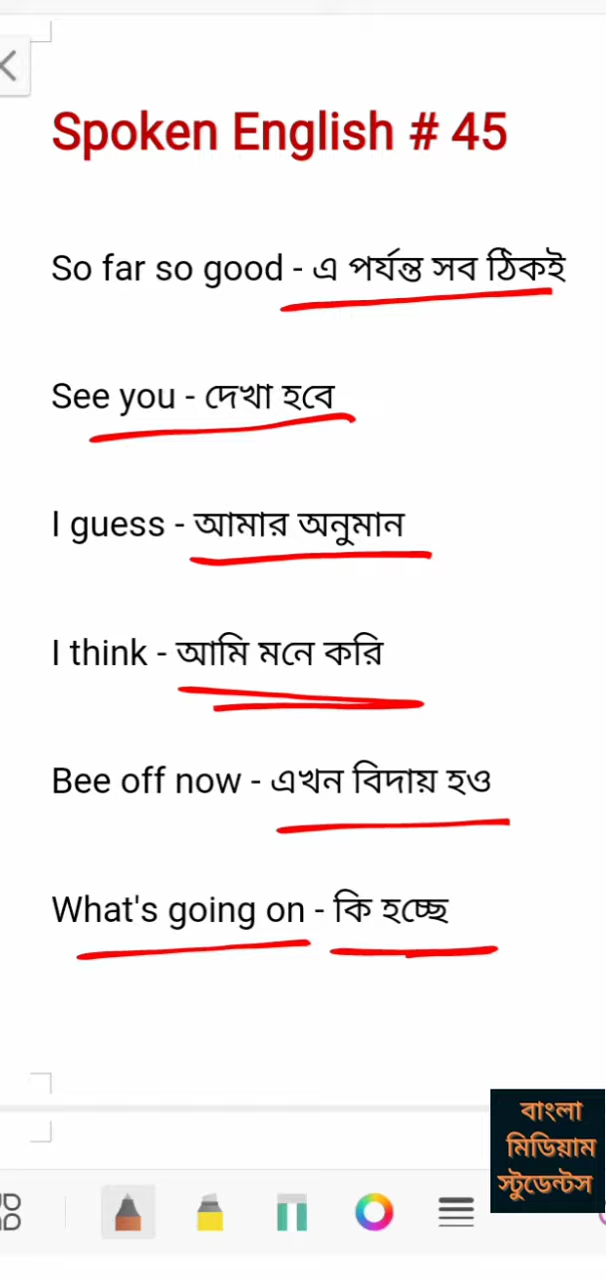 Spoken English # 45
So far so good - এ পর্যন্ত সব ঠিকই
See you - দেখা হবে
I guess - আমার অনুমান
I think - আমি মনে করি
Bee off now - এখন বিদায় হও
What's going on - কি হচ্ছে
বাংলা
মিডিয়াম
স্টুডেন্টস